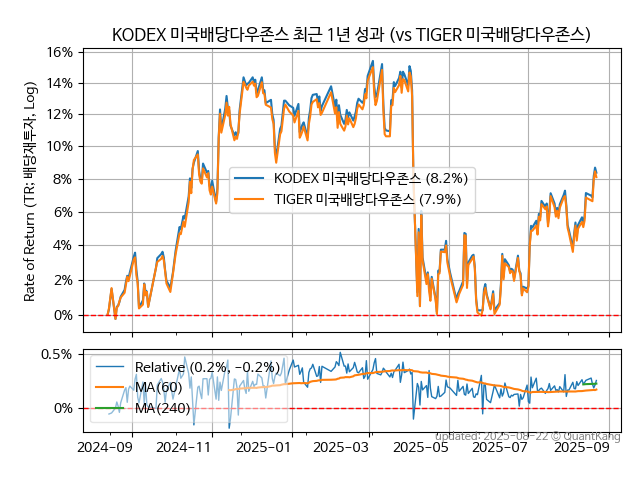 KODEX 미국배당다우존스 최근 1년 성과 (vs TIGER 미국배당다우존스)
Rate of Return (TR: 배당재투자, Log)
16%
14%
12%
10%
8%
6%
4%
2%
0%
KODEX 미국배당다우존스 (8.2%)
TIGER 미국배당다우존스 (7.9%)
0.5%
0%
Relative (0.2%, −0.2%)
MA(60)
MA(240)
2024-09
2024-11
2025-01
2025-03
2025-05
2025-07
2025-09
updated: 2025-08-22 © QuantKang